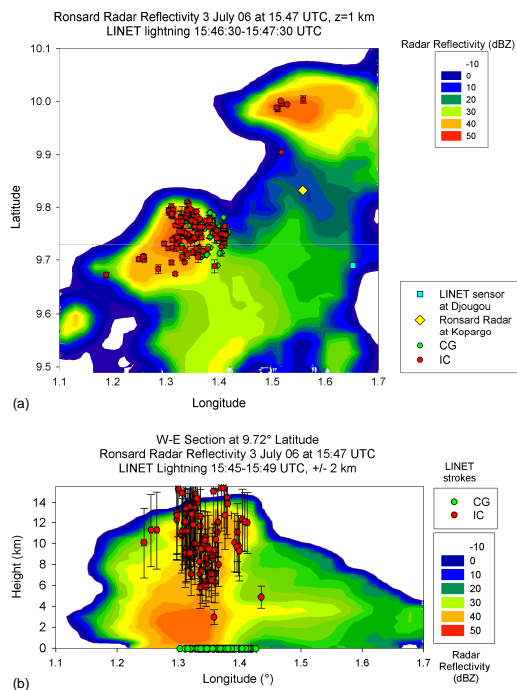 Ronsard Radar Reflectivity 3 July 06 at 15.47 UTC, z=1 km
LINET lightning 15:46:30-15:47:30 UTC
Radar Reflectivity (dBZ)
-10
0
10
20
30
40
50
10.1
10.0
9.9
9.8
9.7
9.6
9.5
Latitude
1.1 1.2 1.3 1.4 1.5 1.6 1.7
Longitude
LINET sensor
at Djougou
Ronsard Radar
at Kopargo
CG
IC
(a)
W-E Section at 9.72° Latitude
Ronsard Radar Reflectivity 3 July 06 at 15:47 UTC
LINET Lightning 15:45-15:49 UTC, +/- 2 km
LINET
strokes
CG
IC
-10
0
10
20
30
40
50
Radar
Reflectivity
(dBZ)
14
12
10
8
6
4
2
0
Height (km)
1.1 1.2 1.3 1.4 1.5 1.6 1.7
Longitude (°)
(b)